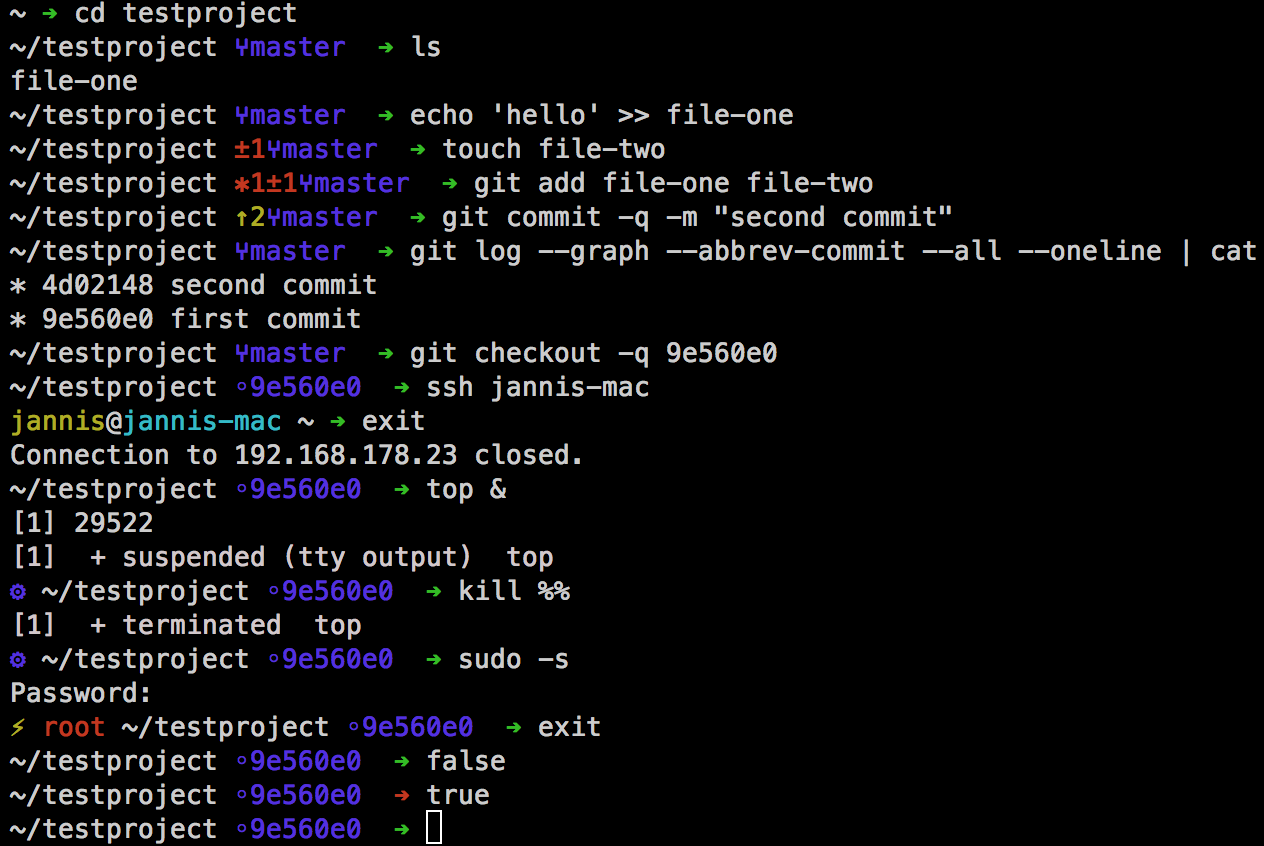 ~ ➜ cd testproject
~/testproject ⑂master ➜ ls
file-one
~/testproject ⑂master ➜ echo 'hello' >> file-one
~/testproject ±1⑂master ➜ touch file-two
~/testproject ✱1±1⑂master ➜ git add file-one file-two
~/testproject ↑2⑂master ➜ git commit -q -m "second commit"
~/testproject ⑂master ➜ git log --graph --abbrev-commit --all --oneline | cat
* 4d02148 second commit
* 9e560e0 first commit
~/testproject ⑂master ➜ git checkout -q 9e560e0
~/testproject ◦9e560e0 ➜ ssh jannis-mac
jannis@jannis-mac ~ ➜ exit
Connection to 192.168.178.23 closed.
~/testproject ◦9e560e0 ➜ top &
[1] 29522
[1]  + suspended (tty output)  top
⚙ ~/testproject ◦9e560e0 ➜ kill %%
[1]  + terminated  top
⚙ ~/testproject ◦9e560e0 ➜ sudo -s
Password:
⚡ root ~/testproject ◦9e560e0 ➜ exit
~/testproject ◦9e560e0 ➜ false
~/testproject ◦9e560e0 ➜ true
~/testproject ◦9e560e0 ➜